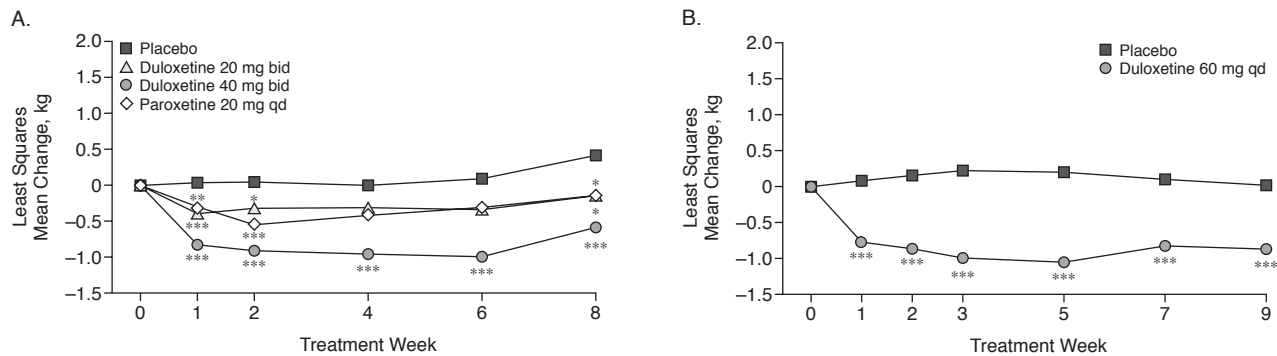 A.
2.0
1.5
1.0
0.5
0
−0.5
−1.0
−1.5
Least Squares
Mean Change, kg
Placebo
Duloxetine 20 mg bid
Duloxetine 40 mg bid
Paroxetine 20 mg qd
**
***
***
*
***
***
***
***
*
*
***
0 1 2 4 6 8
Treatment Week
B.
2.0
1.5
1.0
0.5
0
−0.5
−1.0
−1.5
Least Squares
Mean Change, kg
Placebo
Duloxetine 60 mg qd
***
***
***
***
***
***
0 1 2 3 5 7 9
Treatment Week